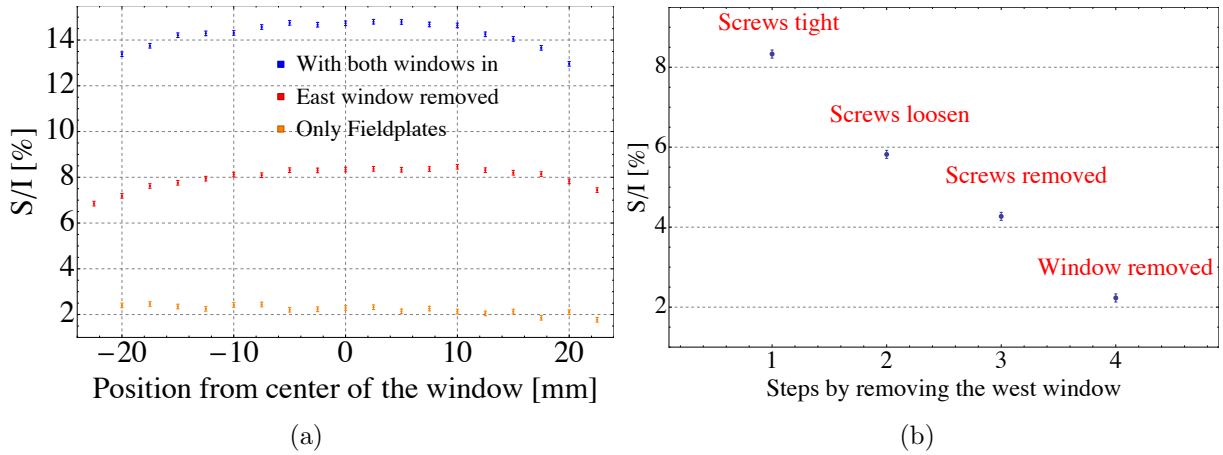 S/I [%]
14
12
10
8
6
4
2
With both windows in
East window removed
Only Fieldplates
−20
−10
0
10
20
Position from center of the window [mm]
(a)
S/I [%]
8
6
4
2
Screws tight
Screws loosen
Screws removed
Window removed
1
2
3
4
Steps by removing the west window
(b)